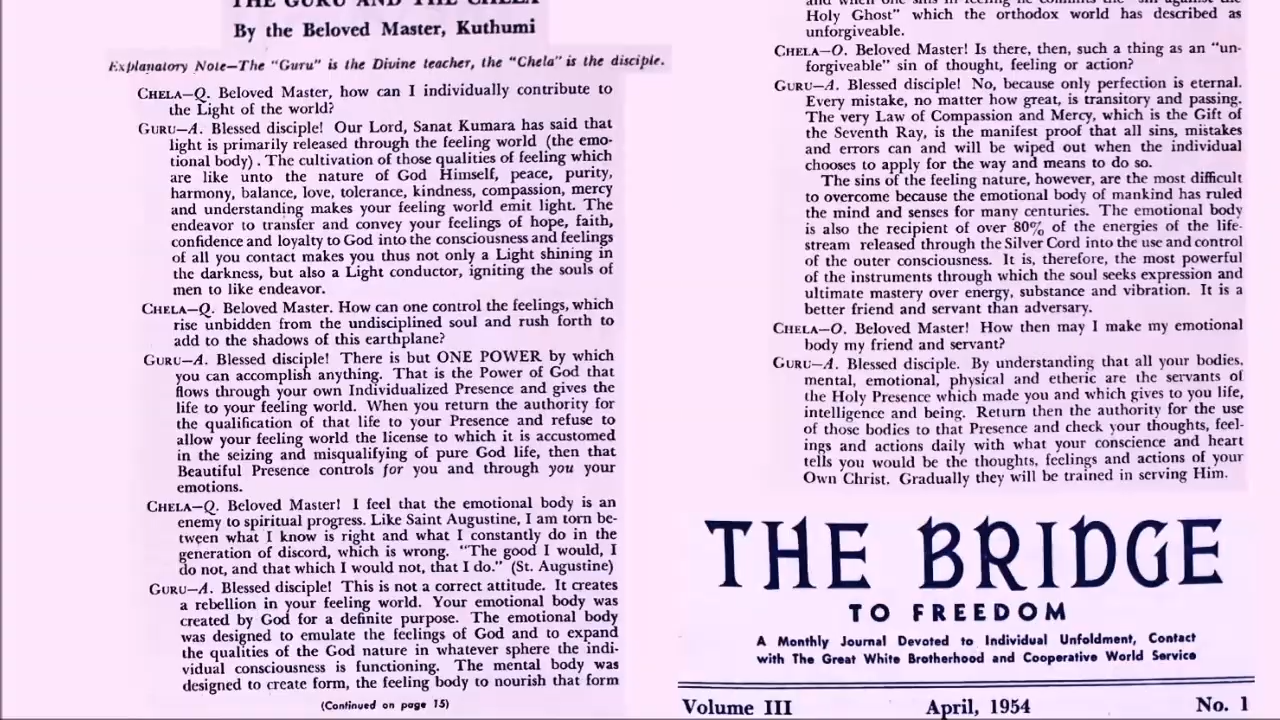 THE GURU AND THE CHELA
By the Beloved Master, Kuthumi
Explanatory Note—The "Guru" is the Divine teacher, the "Chela" is the disciple.
CHELA—Q. Beloved Master, how can I individually contribute to
the Light of the world?
GURU—A. Blessed disciple! Our Lord, Sanat Kumara has said that
light is primarily released through the feeling world (the emo-
tional body) . The cultivation of those qualities of feeling which
are like unto the nature of God Himself, peace, purity,
harmony, balance, love, tolerance, kindness, compassion, mercy
and understanding makes your feeling world emit light. The
endeavor to transfer and convey your feelings of hope, faith,
confidence and loyalty to God into the consciousness and feelings
of all you contact makes you thus not only a Light shining in
the darkness, but also a Light conductor, igniting the souls of
men to like endeavor.
CHELA—Q. Beloved Master. How can one control the feelings, which
rise unbidden from the undisciplined soul and rush forth to
add to the shadows of this earthplane?
GURU—A. Blessed disciple! There is but ONE POWER by which
you can accomplish anything. That is the Power of God that
flows through your own Individualized Presence and gives the
life to your feeling world. When you return the authority for
the qualification of that life to your Presence and refuse to
allow your feeling world the license to which it is accustomed
in the seizing and misqualifying of pure God life, then that
Beautiful Presence controls for you and through you your
emotions.
CHELA—Q. Beloved Master! I feel that the emotional body is an
enemy to spiritual progress. Like Saint Augustine, I am torn be-
tween what I know is right and what I constantly do in the
generation of discord, which is wrong. "The good I would, I
do not, and that which I would not, that I do." (St. Augustine)
GURU—A. Blessed disciple! This is not a correct attitude. It creates
a rebellion in your feeling world. Your emotional body was
created by God for a definite purpose. The emotional body
was designed to emulate the feelings of God and to expand
the qualities of the God nature in whatever sphere the indi-
vidual consciousness is functioning. The mental body was
designed to create form, the feeling body to nourish that form
(Continued on page 15)
and when one sins in feeling he commits the "sin against the
Holy Ghost" which the orthodox world has described as
unforgiveable.
CHELA—O. Beloved Master! Is there, then, such a thing as an "un-
forgiveable" sin of thought, feeling or action?
GURU—A. Blessed disciple! No, because only perfection is eternal.
Every mistake, no matter how great, is transitory and passing.
The very Law of Compassion and Mercy, which is the Gift of
the Seventh Ray, is the manifest proof that all sins, mistakes
and errors can and will be wiped out when the individual
chooses to apply for the way and means to do so.
The sins of the feeling nature, however, are the most difficult
to overcome because the emotional body of mankind has ruled
the mind and senses for many centuries. The emotional body
is also the recipient of over 80% of the energies of the life-
stream released through the Silver Cord into the use and control
of the outer consciousness. It is, therefore, the most powerful
of the instruments through which the soul seeks expression and
ultimate mastery over energy, substance and vibration. It is a
better friend and servant than adversary.
CHELA—O. Beloved Master! How then may I make my emotional
body my friend and servant?
GURU—A. Blessed disciple. By understanding that all your bodies,
mental, emotional, physical and etheric are the servants of
the Holy Presence which made you and which gives to you life,
intelligence and being. Return then the authority for the use
of those bodies to that Presence and check your thoughts, feel-
ings and actions daily with what your conscience and heart
tells you would be the thoughts, feelings and actions of your
Own Christ. Gradually they will be trained in serving Him.
THE BRIDGE
TO FREEDOM
A Monthly Journal Devoted to Individual Unfoldment, Contact
with The Great White Brotherhood and Cooperative World Service
Volume III April, 1954 No. 1